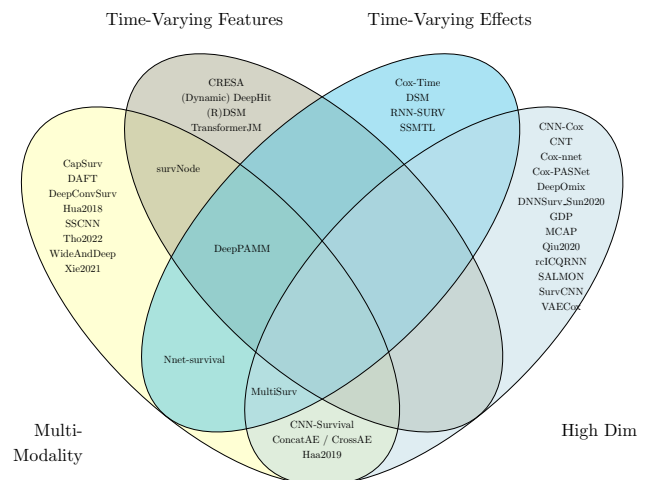 Time-Varying Features
Time-Varying Effects
CRESA
(Dynamic) DeepHit
(R)DSM
TransformerJM
Cox-Time
DSM
RNN-SURV
SSMTL
survNode
CapSurv
DAFT
DeepConvSurv
Hua2018
SSCNN
Tho2022
WideAndDeep
Xie2021
CNN-Cox
CNT
Cox-nnet
Cox-PASNet
DeepOmix
DNNSurv_Sun2020
GDP
MCAP
Qiu2020
rcICQRNN
SALMON
SurvCNN
VAECox
DeepPAMM
Nnet-survival
MultiSurv
CNN-Survival
ConcatAE / CrossAE
Haa2019
Multi-
Modality
High Dim